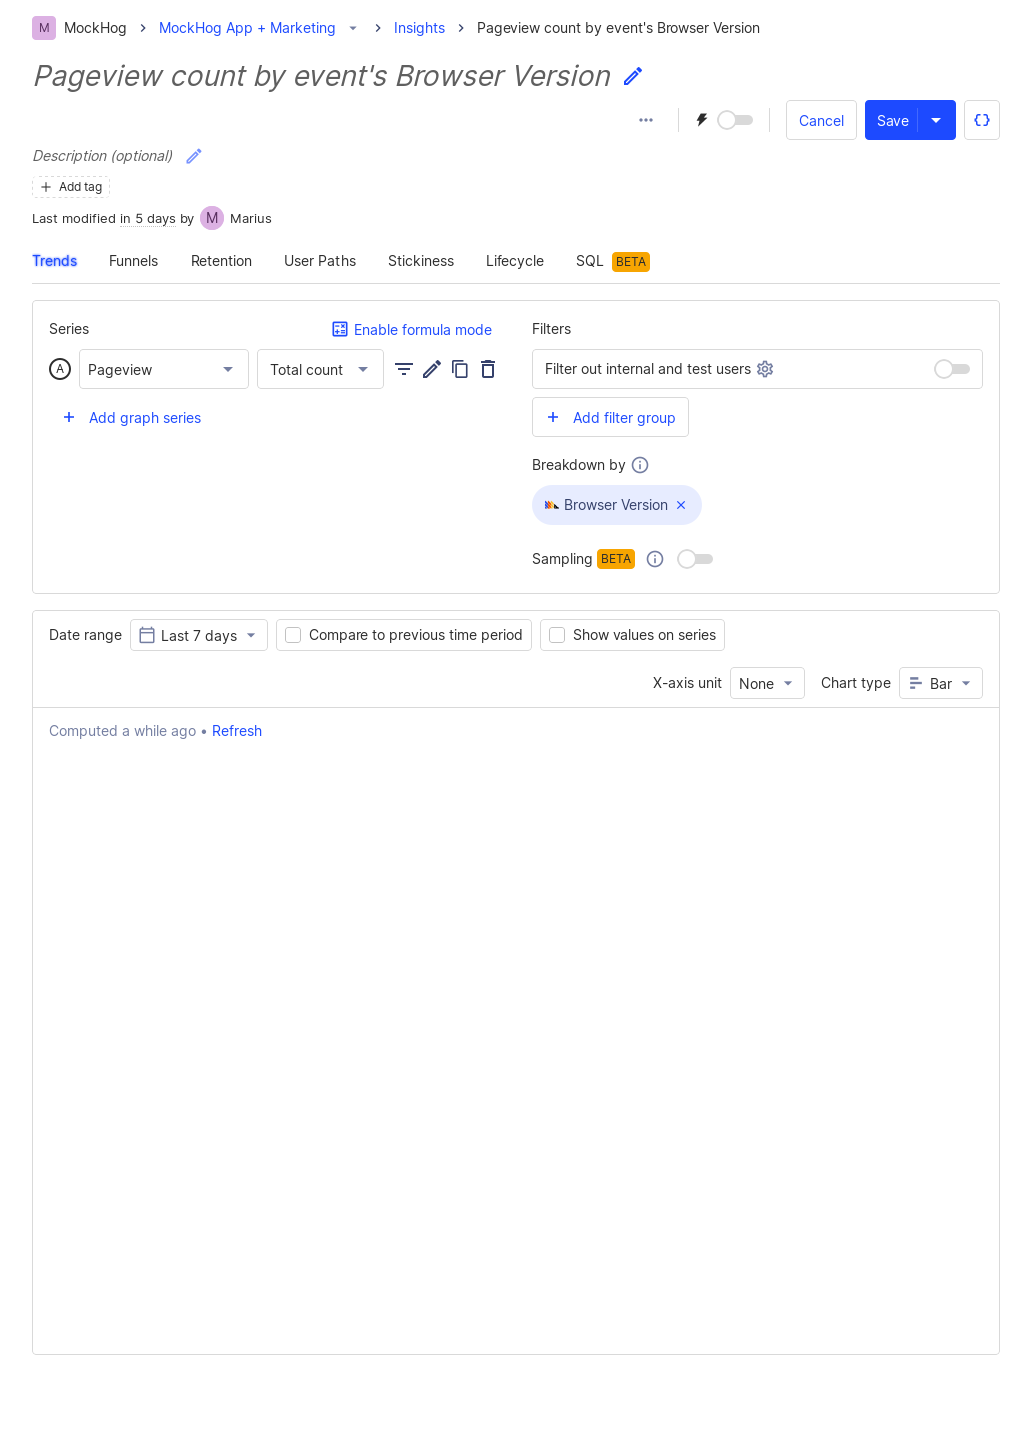 M MockHog MockHog App + Marketing Insights Pageview count by event's Browser Version
Pageview count by event's Browser Version
Cancel Save
Description (optional)
Add tag
Last modified in 5 days by M Marius
Trends Funnels Retention User Paths Stickiness Lifecycle SQL BETA
Series Enable formula mode
A Pageview Total count
Add graph series
Filters
Filter out internal and test users
Add filter group
Breakdown by
Browser Version
Sampling BETA
Date range Last 7 days Compare to previous time period Show values on series
X-axis unit None Chart type Bar
Computed a while ago • Refresh